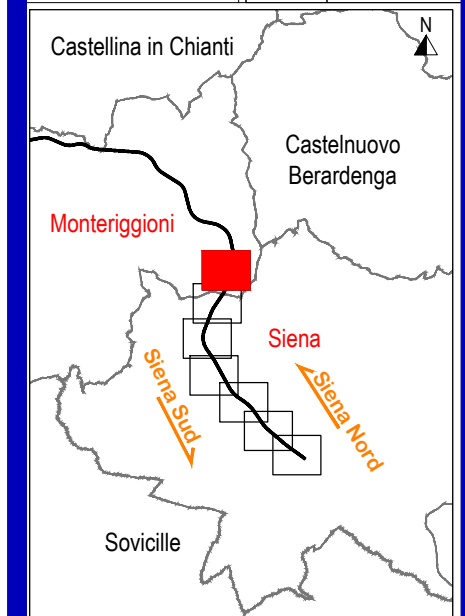 Castellina in Chianti
N
Castelnuovo
Berardenga
Monteriggioni
Siena
Siena Sud
Siena Nord
Sovicille